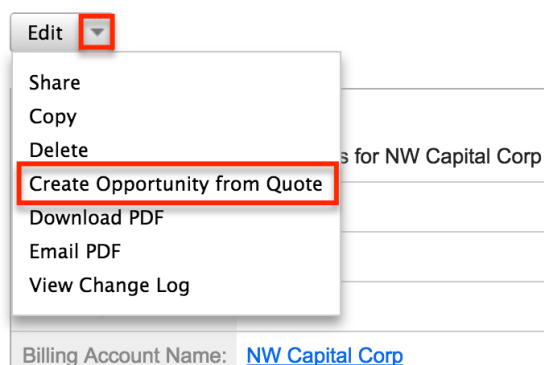 Edit
Share
Copy
Delete
s for NW Capital Corp
Create Opportunity from Quote
Download PDF
Email PDF
View Change Log
Billing Account Name: NW Capital Corp